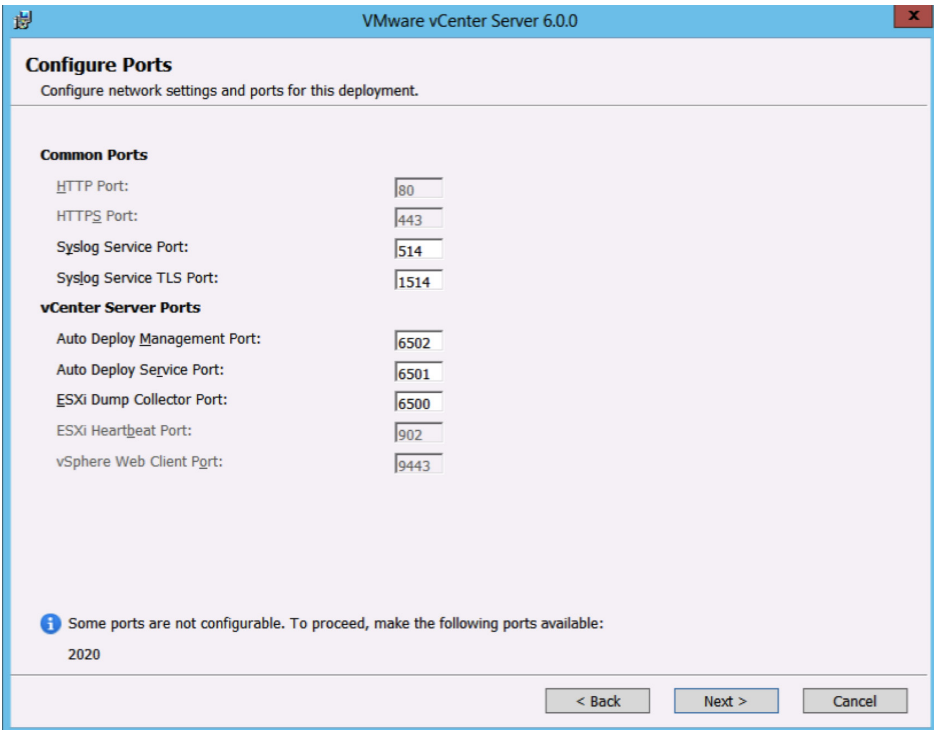 VMware vCenter Server 6.0.0
x
Configure Ports
Configure network settings and ports for this deployment.
Common Ports
HTTP Port: 80
HTTPS Port: 443
Syslog Service Port: 514
Syslog Service TLS Port: 1514
vCenter Server Ports
Auto Deploy Management Port: 6502
Auto Deploy Service Port: 6501
ESXi Dump Collector Port: 6500
ESXi Heartbeat Port: 902
vSphere Web Client Port: 9443
Some ports are not configurable. To proceed, make the following ports available:
2020
< Back Next > Cancel